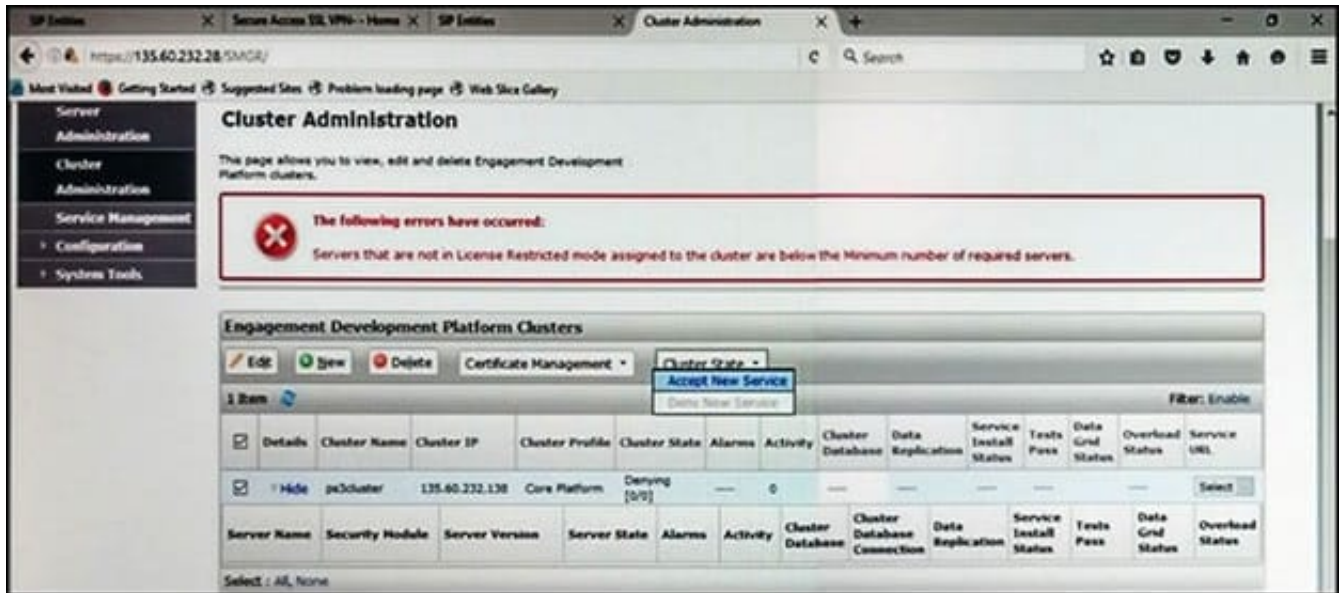 SIP Entities
Secure Access SSL VPN - Home
SIP Entities
Cluster Administration
https://135.60.232.28/SMGR/
Search
Most Visited Getting Started Suggested Sites Problem loading page Web Slice Gallery
Server
Administration
Cluster
Administration
Service Management
Configuration
System Tools
Cluster Administration
This page allows you to view, edit and delete Engagement Development
Platform clusters.
The following errors have occurred:
Servers that are not in License Restricted mode assigned to the cluster are below the Minimum number of required servers.
Engagement Development Platform Clusters
Edit New Delete Certificate Management Cluster State
Accept New Service
Deny New Service
1 Item Filter: Enable
Details Cluster Name Cluster IP Cluster Profile Cluster State Alarms Activity Cluster Database Data Replication Service Install Status Tests Pass Data Grid Status Overload Status Service URL
Hide ps3cluster 135.60.232.138 Core Platform Denying [0/0] ---- 0 ---- ---- ---- ---- ---- Select
Server Name Security Module Server Version Server State Alarms Activity Cluster Database Cluster Database Connection Data Replication Service Install Status Tests Pass Data Grid Status Overload Status
Select : All, None